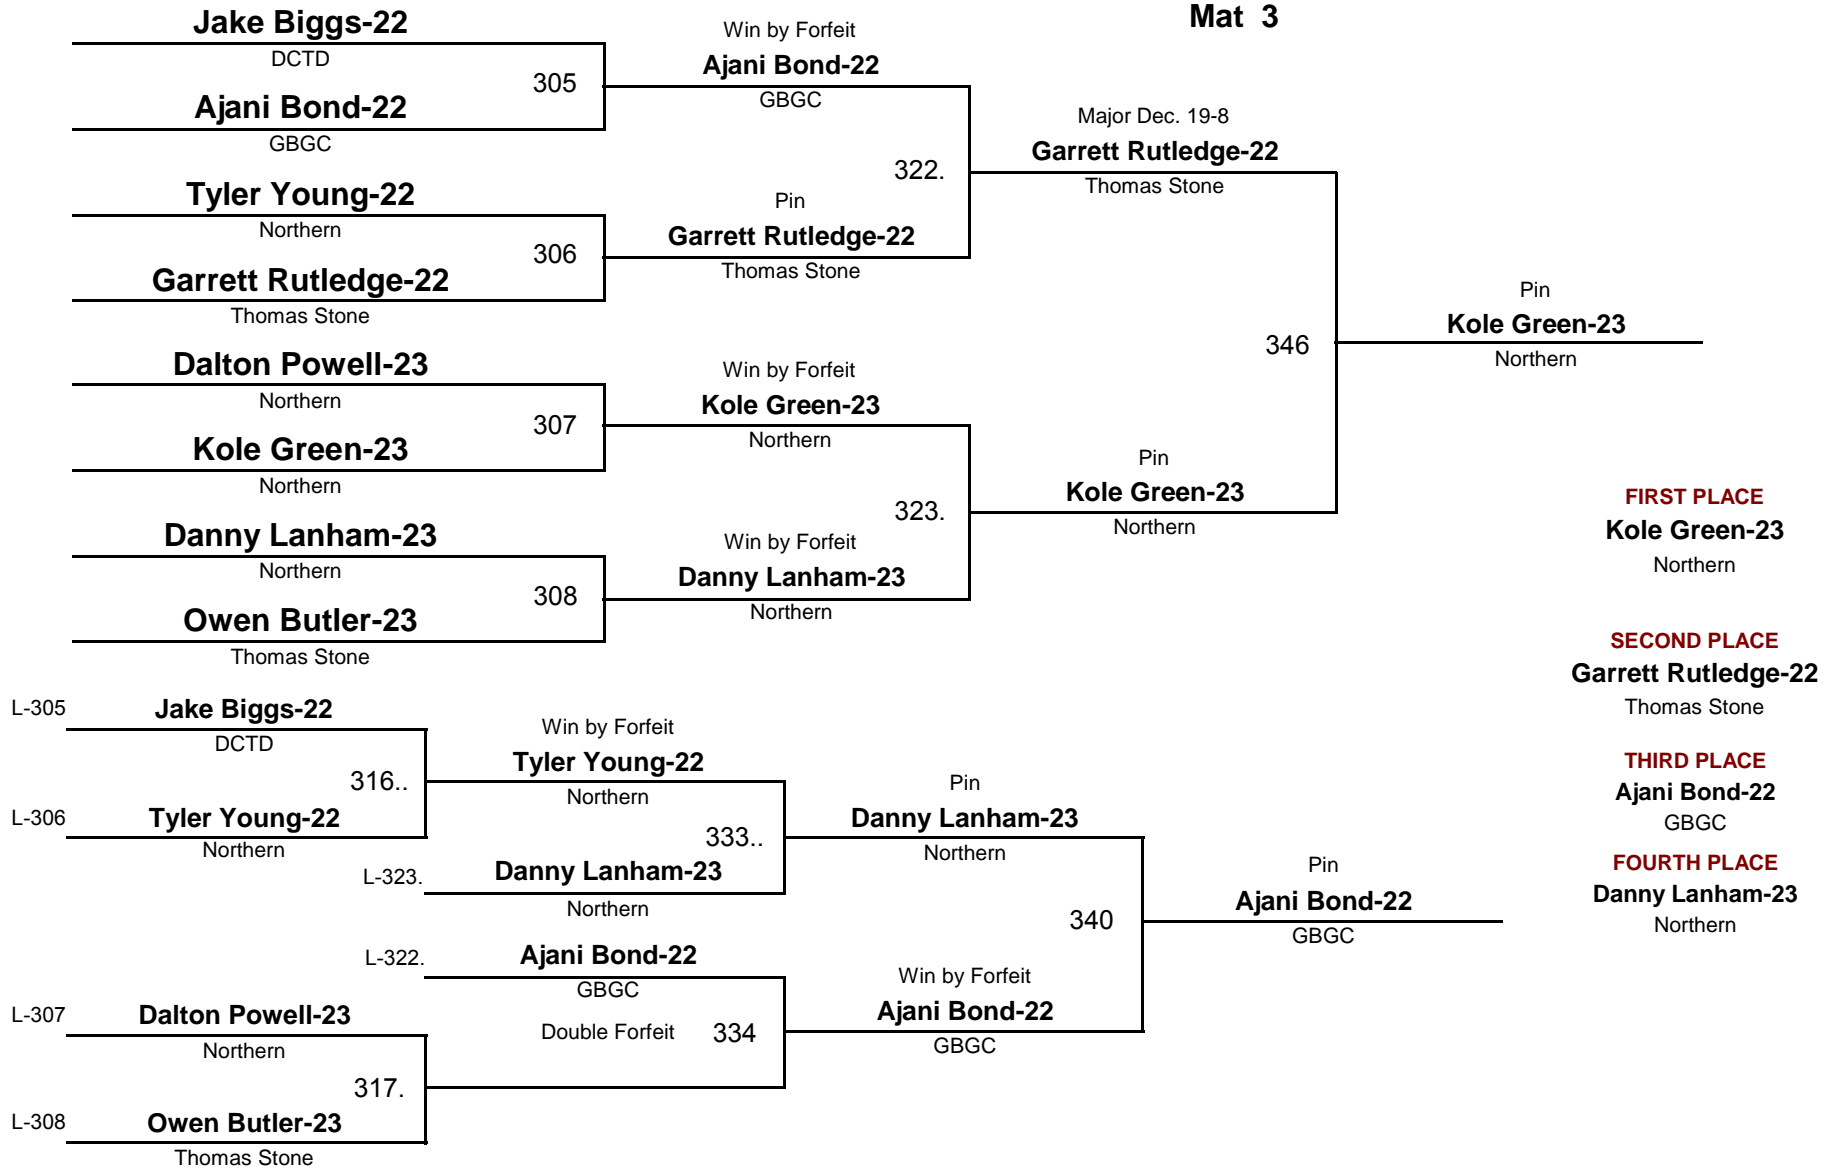 Mat 3
Jake Biggs-22
DCTD
305
Ajani Bond-22
GBGC
Tyler Young-22
Northern
306
Garrett Rutledge-22
Thomas Stone
Dalton Powell-23
Northern
307
Kole Green-23
Northern
Danny Lanham-23
Northern
308
Owen Butler-23
Thomas Stone
Win by Forfeit
Ajani Bond-22
GBGC
322.
Pin
Garrett Rutledge-22
Thomas Stone
Win by Forfeit
Kole Green-23
Northern
323.
Win by Forfeit
Danny Lanham-23
Northern
Major Dec. 19-8
Garrett Rutledge-22
Thomas Stone
346
Pin
Kole Green-23
Northern
Pin
Kole Green-23
Northern
FIRST PLACE
Kole Green-23
Northern
SECOND PLACE
Garrett Rutledge-22
Thomas Stone
THIRD PLACE
Ajani Bond-22
GBGC
FOURTH PLACE
Danny Lanham-23
Northern
L-305
Jake Biggs-22
DCTD
316..
L-306
Tyler Young-22
Northern
Win by Forfeit
Tyler Young-22
Northern
333..
L-323.
Danny Lanham-23
Northern
L-322.
Ajani Bond-22
GBGC
Double Forfeit
334
L-307
Dalton Powell-23
Northern
317.
L-308
Owen Butler-23
Thomas Stone
Pin
Danny Lanham-23
Northern
340
Win by Forfeit
Ajani Bond-22
GBGC
Pin
Ajani Bond-22
GBGC